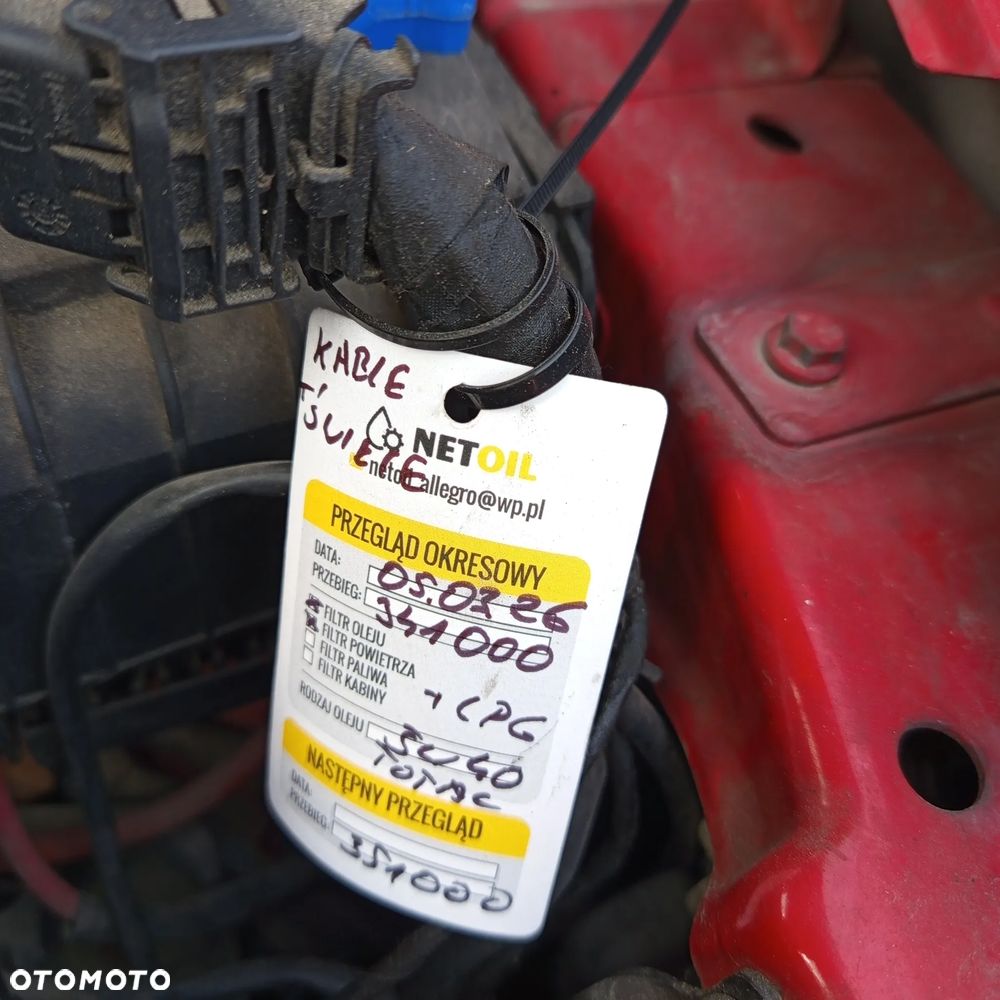 KABLE
+ ŚWIECE
NETOIL
netoil.allegro@wp.pl
PRZEGLĄD OKRESOWY
DATA: 05.03 26
PRZEBIEG: 341000
FILTR OLEJU
FILTR POWIETRZA
FILTR PALIWA
FILTR KABINY
+ LPG
RODZAJ OLEJU 5W40
TOTAL
NASTĘPNY PRZEGLĄD
DATA:
PRZEBIEG: 351000
OTOMOTO